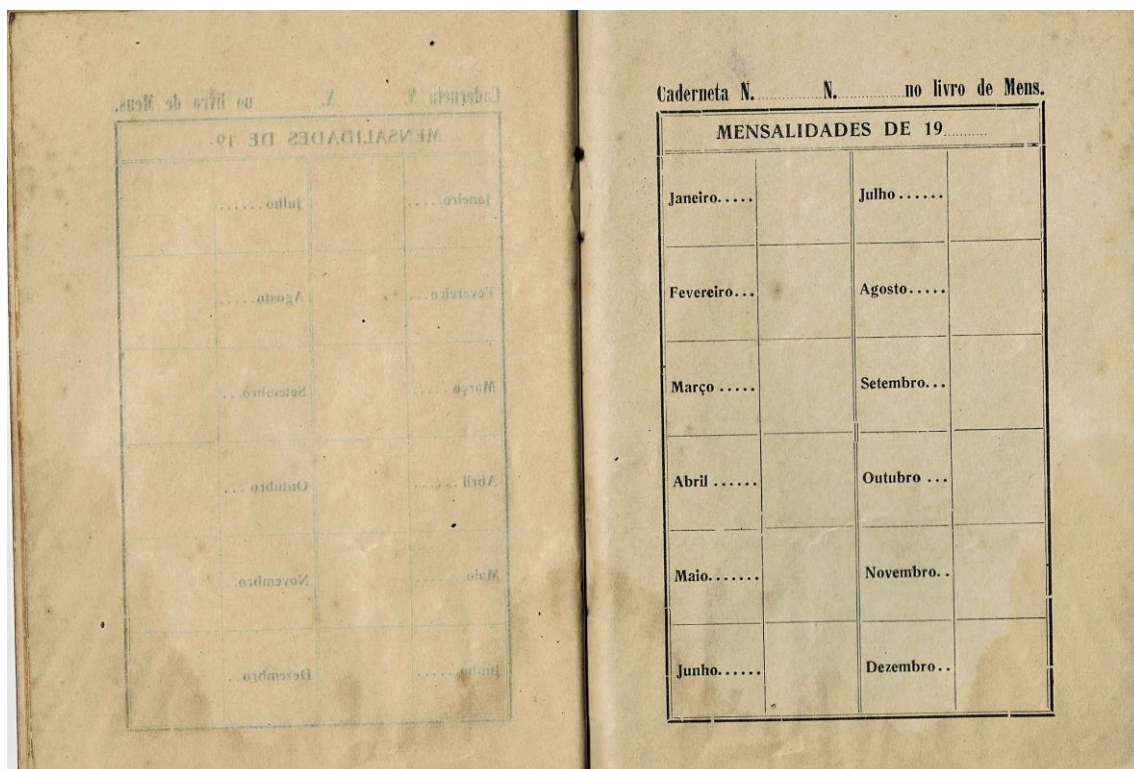 Caderneta N. .......... N. .......... no livro de Mens.
MENSALIDADES DE 19..........
Janeiro..... Julho......
Fevereiro... Agosto.....
Março ..... Setembro...
Abril ...... Outubro ...
Maio....... Novembro..
Junho...... Dezembro..